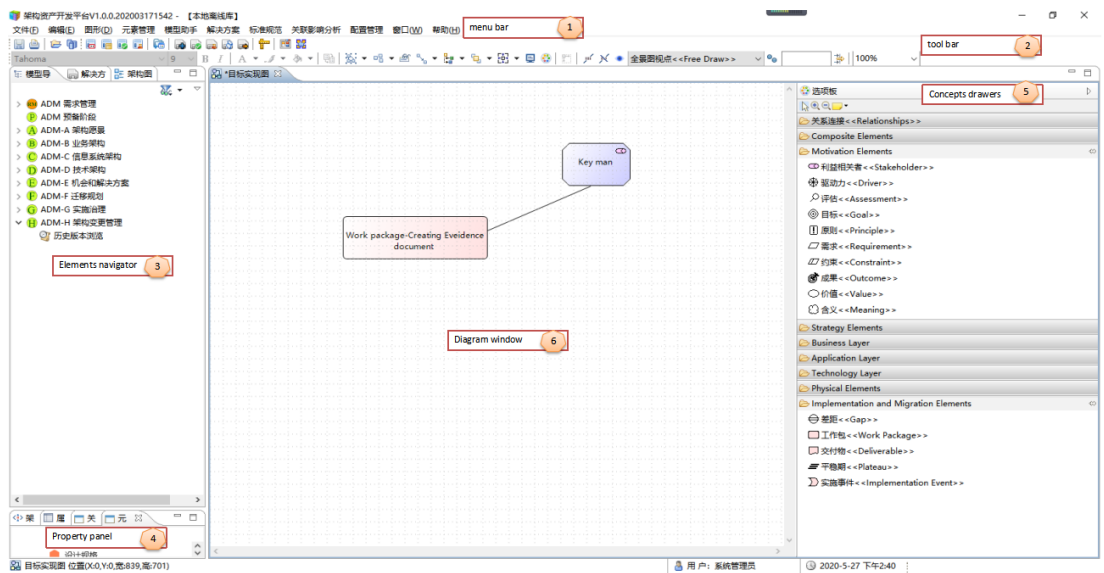 架构资产开发平台V1.0.0.202003171542 - 【本地离线库】
文件(F) 编辑(E) 图形(D) 元素管理 模型助手 解决方案 标准规范 关联影响分析 配置管理 窗口(W) 帮助(H)
menu bar 1
tool bar 2
Tahoma 9 B I A 全景图视点<<Free Draw>> 100%
模型导 解决方 架构图
*目标实现图
选项板
Concepts drawers 5
ADM 需求管理
ADM 预备阶段
ADM-A 架构愿景
ADM-B 业务架构
ADM-C 信息系统架构
ADM-D 技术架构
ADM-E 机会和解决方案
ADM-F 迁移规划
ADM-G 实施治理
ADM-H 架构变更管理
历史版本浏览
Elements navigator 3
Key man
Work package-Creating Eveidence
document
Diagram window 6
关系连接<<Relationships>>
Composite Elements
Motivation Elements
利益相关者<<Stakeholder>>
驱动力<<Driver>>
评估<<Assessment>>
目标<<Goal>>
原则<<Principle>>
需求<<Requirement>>
约束<<Constraint>>
成果<<Outcome>>
价值<<Value>>
含义<<Meaning>>
Strategy Elements
Business Layer
Application Layer
Technology Layer
Physical Elements
Implementation and Migration Elements
差距<<Gap>>
工作包<<Work Package>>
交付物<<Deliverable>>
平稳期<<Plateau>>
实施事件<<Implementation Event>>
架 属 关 元
Property panel 4
设计规格
目标实现图 位置(X:0,Y:0,宽:839,高:701)
用 户: 系统管理员
2020-5-27 下午2:40